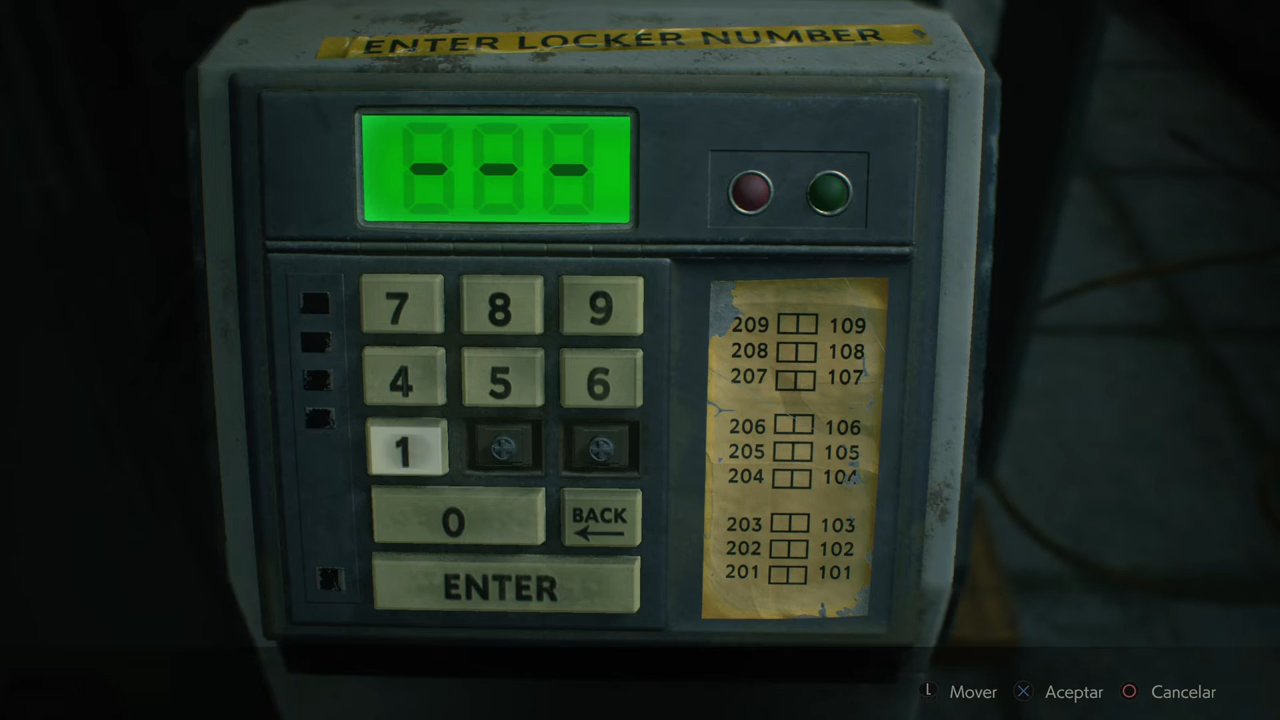 ENTER LOCKER NUMBER
- - -
7 8 9
4 5 6
1
0 BACK
ENTER
209 109
208 108
207 107
206 106
205 105
204 104
203 103
202 102
201 101
L Mover Aceptar Cancelar